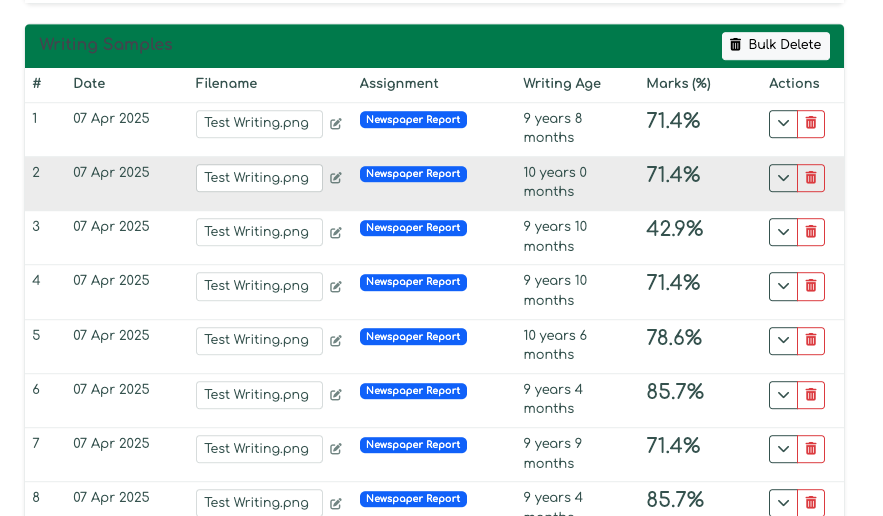 Writing Samples
Bulk Delete
# Date Filename Assignment Writing Age Marks (%) Actions
1 07 Apr 2025 Test Writing.png Newspaper Report 9 years 8 months 71.4%
2 07 Apr 2025 Test Writing.png Newspaper Report 10 years 0 months 71.4%
3 07 Apr 2025 Test Writing.png Newspaper Report 9 years 10 months 42.9%
4 07 Apr 2025 Test Writing.png Newspaper Report 9 years 10 months 71.4%
5 07 Apr 2025 Test Writing.png Newspaper Report 10 years 6 months 78.6%
6 07 Apr 2025 Test Writing.png Newspaper Report 9 years 4 months 85.7%
7 07 Apr 2025 Test Writing.png Newspaper Report 9 years 9 months 71.4%
8 07 Apr 2025 Test Writing.png Newspaper Report 9 years 4 months 85.7%